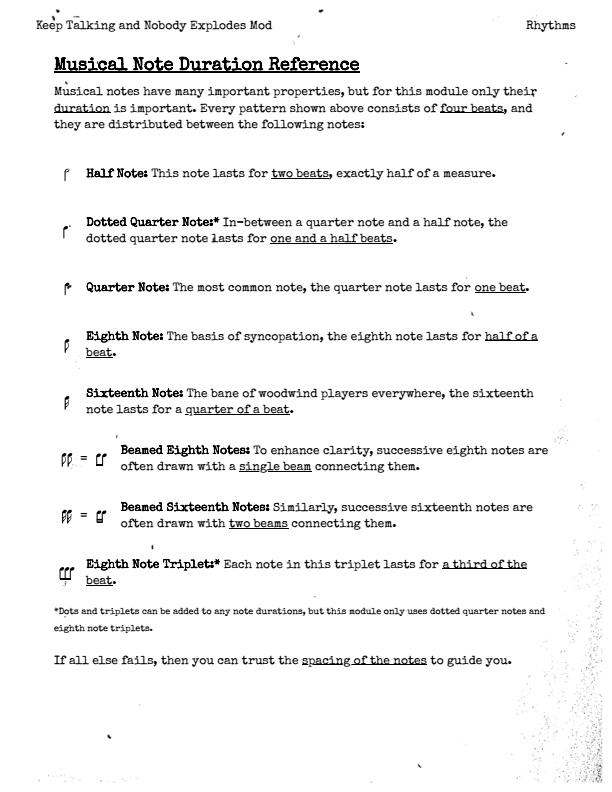 Keep Talking and Nobody Explodes Mod Rhythms
Musical Note Duration Reference
Musical notes have many important properties, but for this module only their
duration is important. Every pattern shown above consists of four beats, and
they are distributed between the following notes:
Half Note: This note lasts for two beats, exactly half of a measure.
Dotted Quarter Note:* In-between a quarter note and a half note, the
dotted quarter note lasts for one and a half beats.
Quarter Note: The most common note, the quarter note lasts for one beat.
Eighth Note: The basis of syncopation, the eighth note lasts for half of a
beat.
Sixteenth Note: The bane of woodwind players everywhere, the sixteenth
note lasts for a quarter of a beat.
= Beamed Eighth Notes: To enhance clarity, successive eighth notes are
often drawn with a single beam connecting them.
= Beamed Sixteenth Notes: Similarly, successive sixteenth notes are
often drawn with two beams connecting them.
Eighth Note Triplet:* Each note in this triplet lasts for a third of the
beat.
*Dots and triplets can be added to any note durations, but this module only uses dotted quarter notes and
eighth note triplets.
If all else fails, then you can trust the spacing of the notes to guide you.